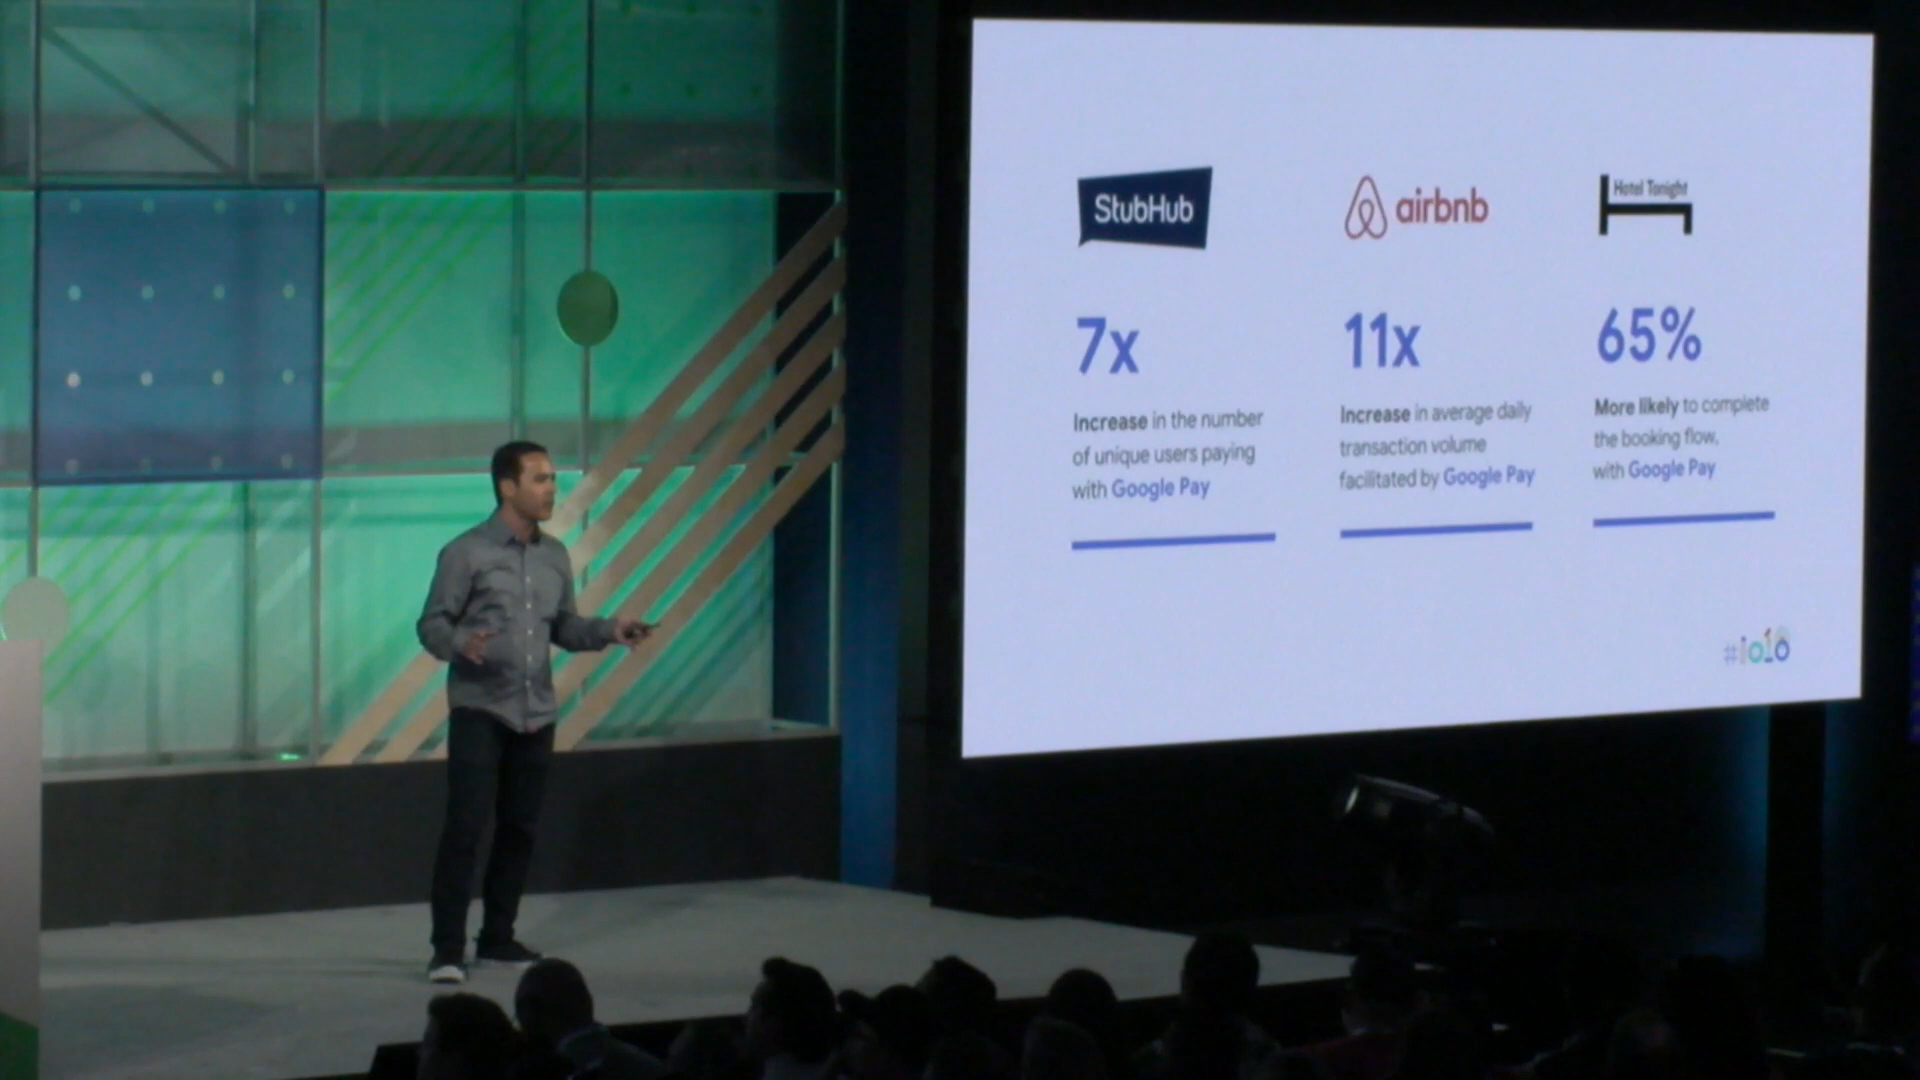 StubHub
airbnb
Hotel Tonight
7x
Increase in the number
of unique users paying
with Google Pay
11x
Increase in average daily
transaction volume
facilitated by Google Pay
65%
More likely to complete
the booking flow,
with Google Pay
#io18